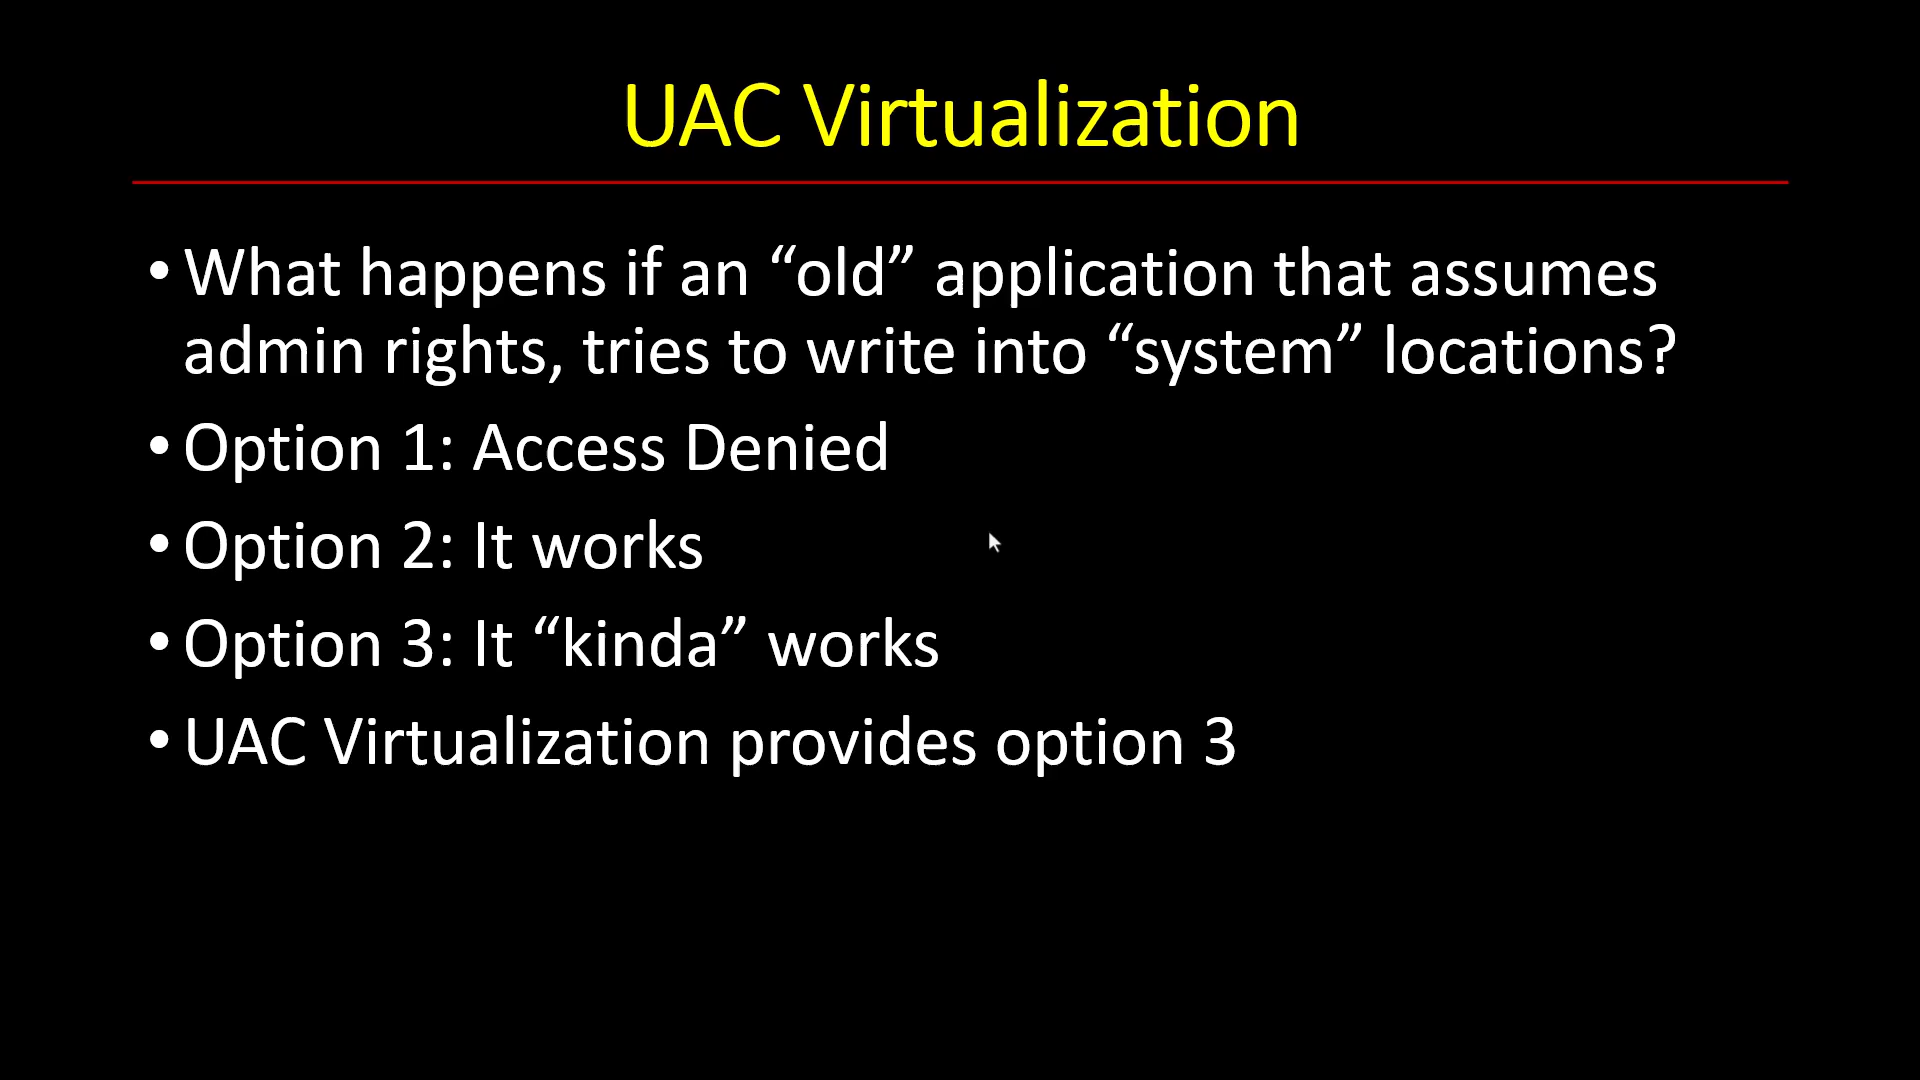 UAC Virtualization
• What happens if an “old” application that assumes
admin rights, tries to write into “system” locations?
• Option 1: Access Denied
• Option 2: It works
• Option 3: It “kinda” works
• UAC Virtualization provides option 3